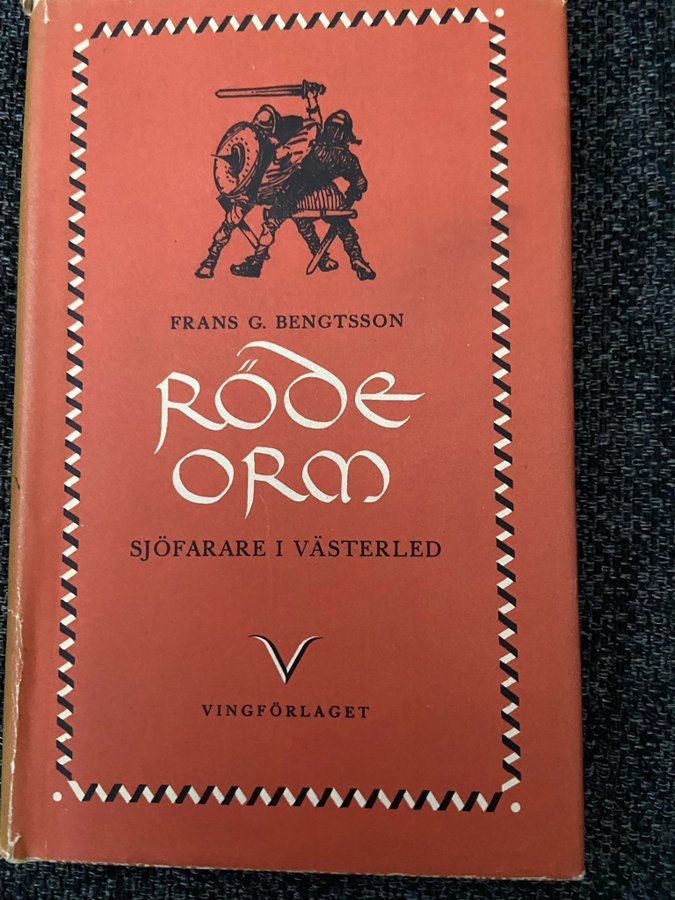 FRANS G. BENGTSSON
RÖDE
ORM
SJÖFARARE I VÄSTERLED
V
VINGFÖRLAGET